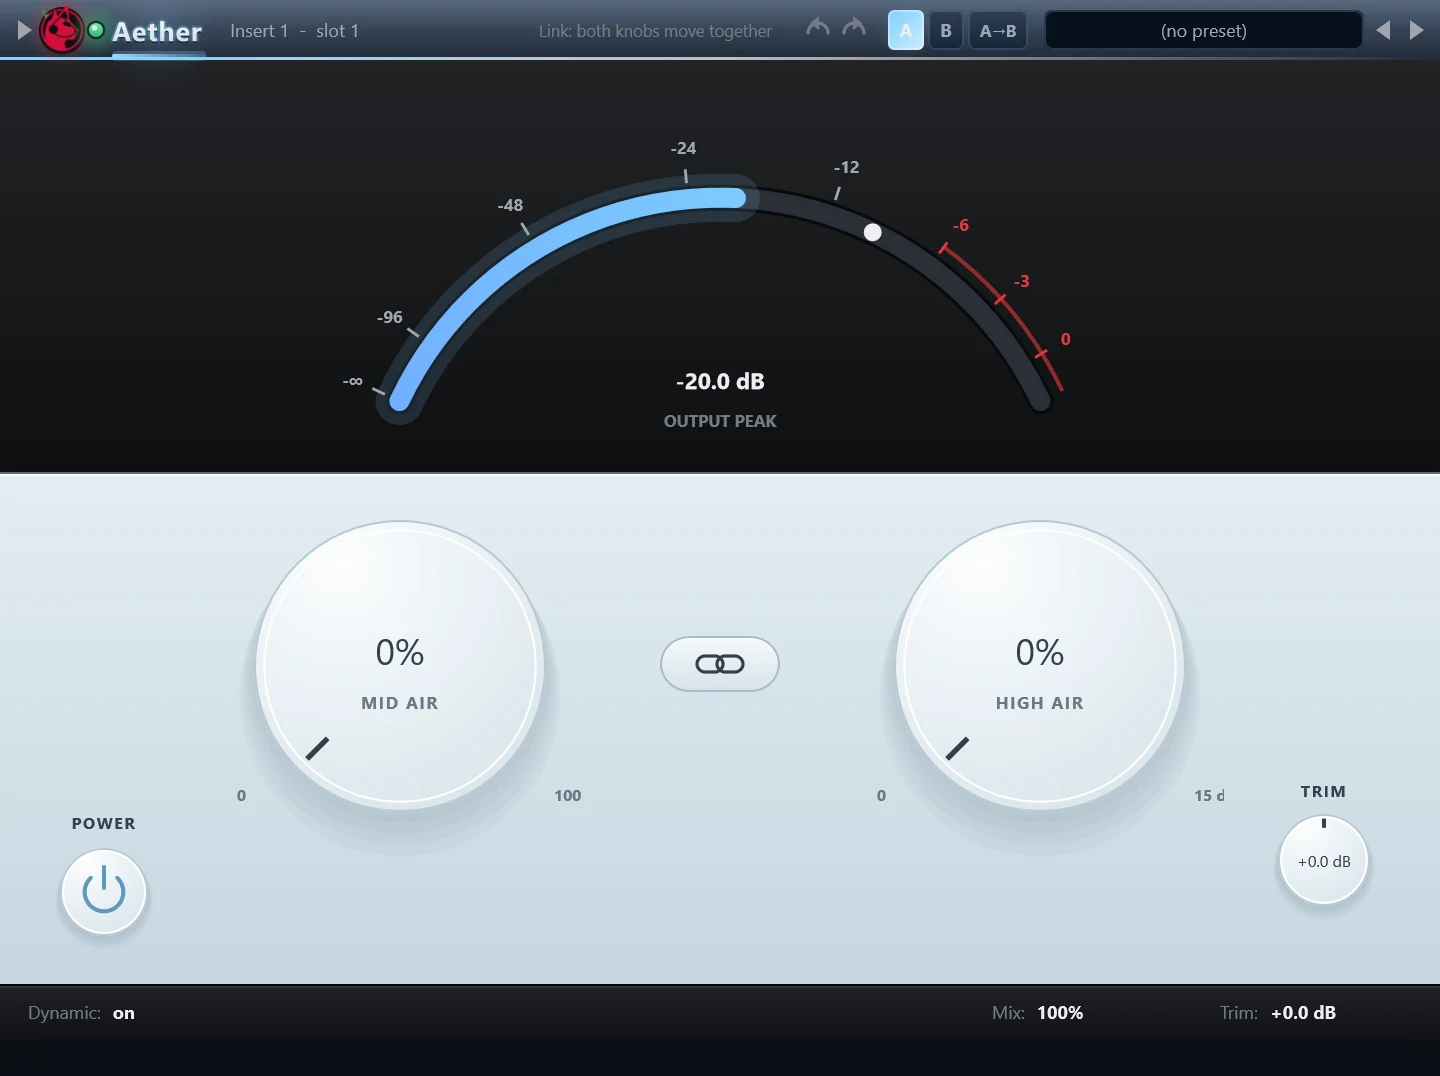 Aether Insert 1 - slot 1 Link: both knobs move together A B A→B (no preset)
-24
-12
-48
-6
-3
-96
0
-∞
-20.0 dB
OUTPUT PEAK
0% 0%
MID AIR HIGH AIR
0 100 0 15 d
TRIM
+0.0 dB
POWER
Dynamic: on Mix: 100% Trim: +0.0 dB